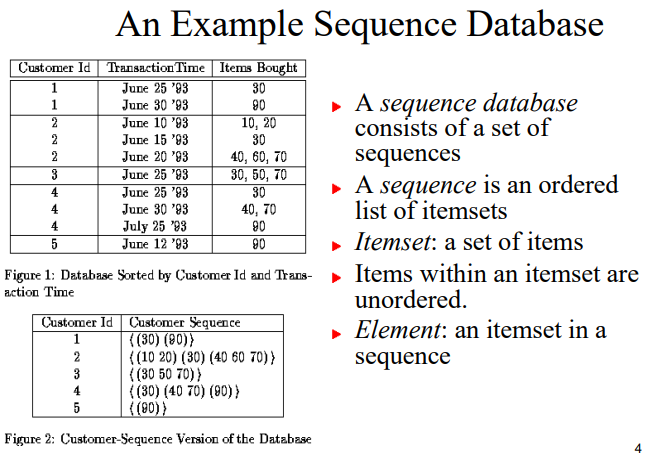 An Example Sequence Database
Customer Id TransactionTime Items Bought
1 June 25 '93 30
1 June 30 '93 90
2 June 10 '93 10, 20
2 June 15 '93 30
2 June 20 '93 40, 60, 70
3 June 25 '93 30, 50, 70
4 June 25 '93 30
4 June 30 '93 40, 70
4 July 25 '93 90
5 June 12 '93 90
Figure 1: Database Sorted by Customer Id and Trans-
action Time
Customer Id Customer Sequence
1 ⟨(30) (90)⟩
2 ⟨(10 20) (30) (40 60 70)⟩
3 ⟨(30 50 70)⟩
4 ⟨(30) (40 70) (90)⟩
5 ⟨(90)⟩
Figure 2: Customer-Sequence Version of the Database
A sequence database
consists of a set of
sequences
A sequence is an ordered
list of itemsets
Itemset: a set of items
Items within an itemset are
unordered.
Element: an itemset in a
sequence
4